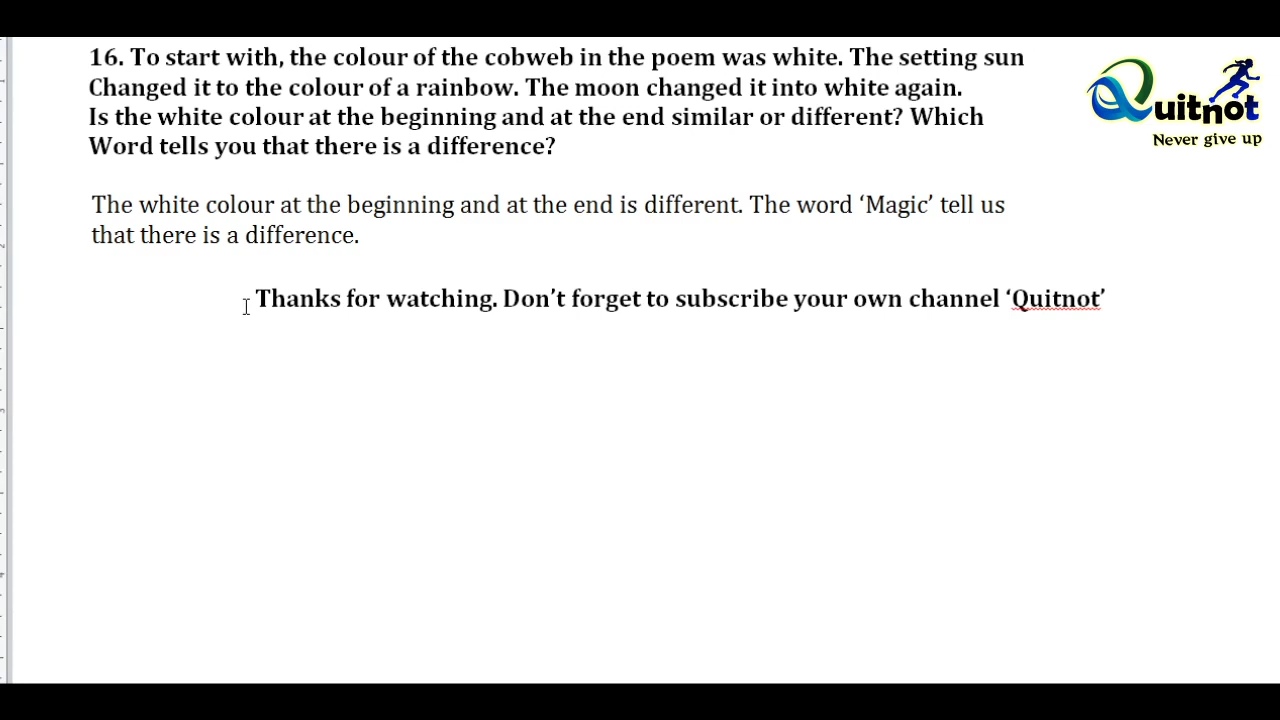 16. To start with, the colour of the cobweb in the poem was white. The setting sun
Changed it to the colour of a rainbow. The moon changed it into white again.
Is the white colour at the beginning and at the end similar or different? Which
Word tells you that there is a difference?
Quitnot
Never give up
The white colour at the beginning and at the end is different. The word ‘Magic’ tell us
that there is a difference.
Thanks for watching. Don’t forget to subscribe your own channel ‘Quitnot’